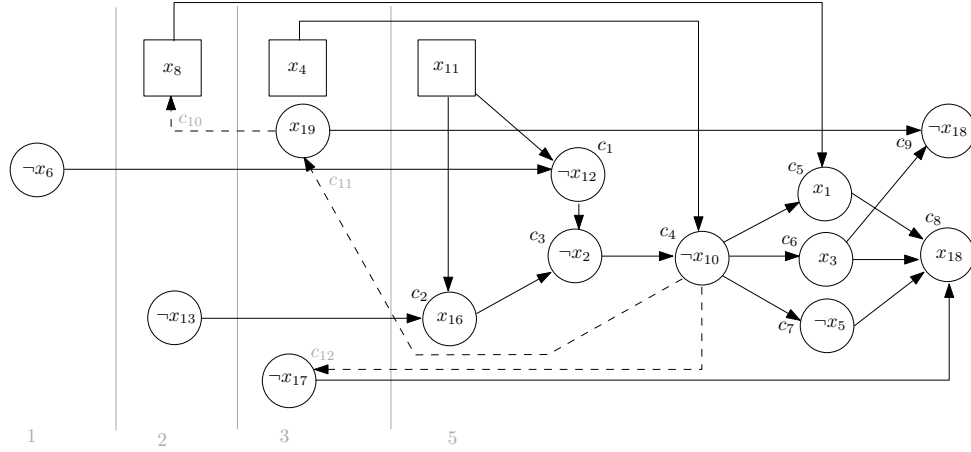 x₈ x₄ x₁₁
c₁₀ x₁₉ ¬x₁₈
c₁ c₉
¬x₆ c₁₁ ¬x₁₂ c₅ x₁
c₃ c₄ c₆ c₈
¬x₂ ¬x₁₀ x₃ x₁₈
c₂
¬x₁₃ x₁₆ c₇ ¬x₅
c₁₂
¬x₁₇
1 2 3 5